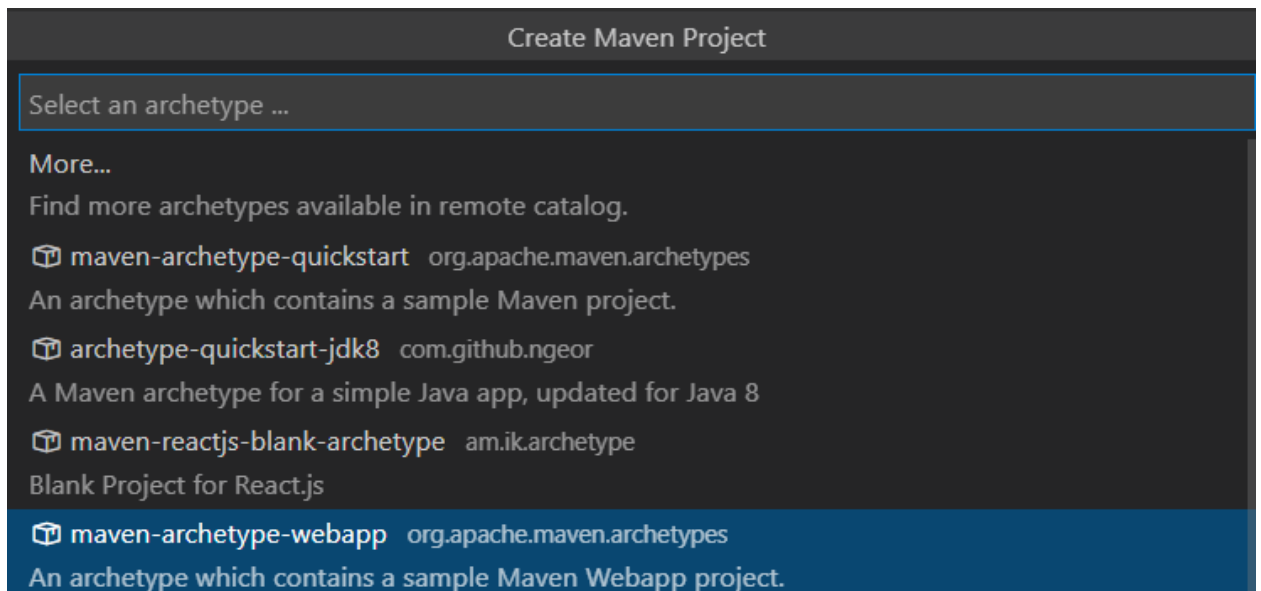 Create Maven Project
Select an archetype ...
More...
Find more archetypes available in remote catalog.
maven-archetype-quickstart org.apache.maven.archetypes
An archetype which contains a sample Maven project.
archetype-quickstart-jdk8 com.github.ngeor
A Maven archetype for a simple Java app, updated for Java 8
maven-reactjs-blank-archetype am.ik.archetype
Blank Project for React.js
maven-archetype-webapp org.apache.maven.archetypes
An archetype which contains a sample Maven Webapp project.